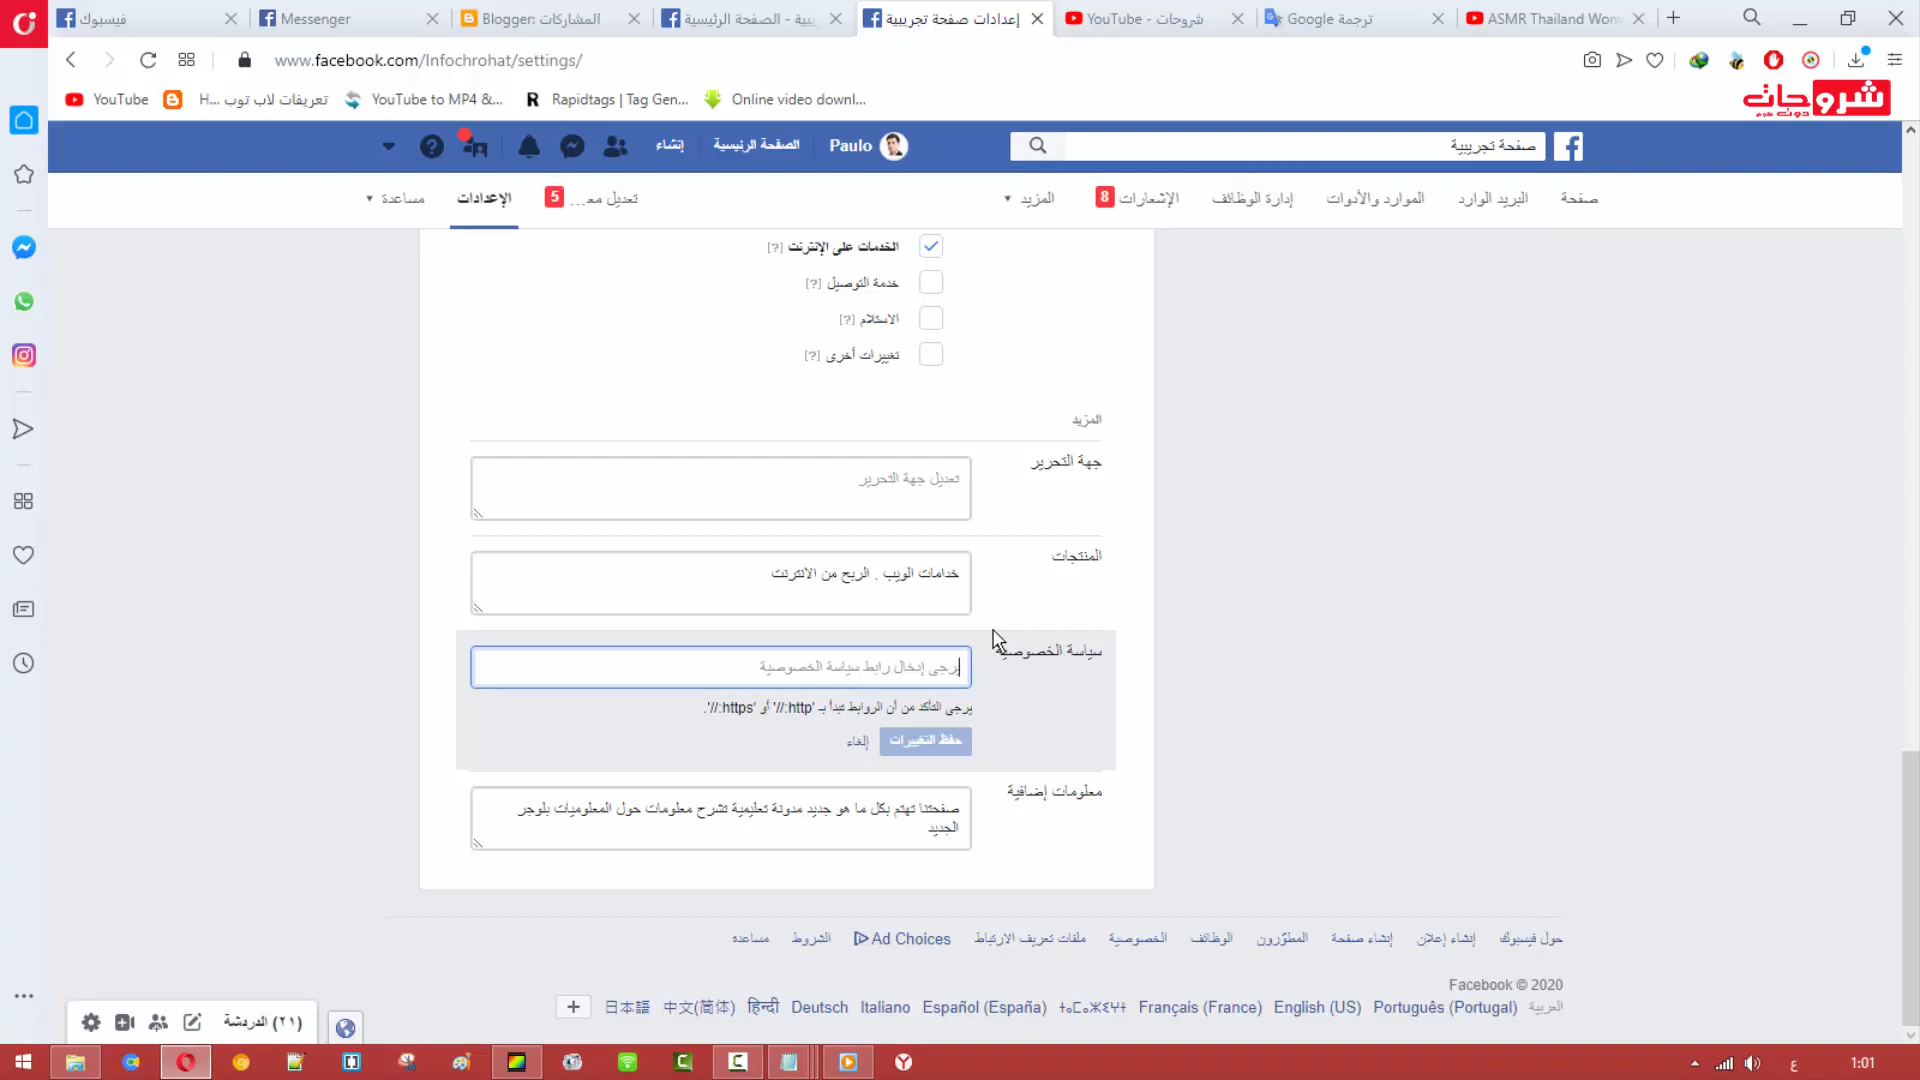 فيسبوك
Messenger
Blogger: المشاركات
الصفحة الرئيسية -
إعدادات صفحة تجريبية
YouTube - شروحات
ترجمة Google
ASMR Thailand Wom
www.facebook.com/Infochrohat/settings/
YouTube
H... تعريفات لاب توب
YouTube to MP4 &...
Rapidtags | Tag Gen...
Online video downl...
شروحات
صفحة تجريبية
Paulo
الصفحة الرئيسية
إنشاء
صفحة
البريد الوارد
الموارد والأدوات
إدارة الوظائف
الإشعارات 8
المزيد
تعديل معـ... 5
الإعدادات
مساعدة
الخدمات على الإنترنت [?]
خدمة التوصيل [?]
الاستلام [?]
تغييرات أخرى [?]
المزيد
جهة التحرير
تعديل جهة التحرير
المنتجات
خدامات الويب . الربح من الانترنت
سياسة الخصوصية
يرجى إدخال رابط سياسة الخصوصية
يرجى التأكد من أن الروابط تبدأ بـ 'http://' أو 'https://'.
حفظ التغييرات
إلغاء
معلومات إضافية
صفحتنا تهتم بكل ما هو جديد مدونة تعليمية تشرح معلومات حول المعلوميات بلوجر
الجديد
حول فيسبوك
إنشاء إعلان
إنشاء صفحة
المطوّرون
الوظائف
الخصوصية
ملفات تعريف الارتباط
Ad Choices
الشروط
مساعدة
Facebook © 2020
العربية
Português (Portugal)
English (US)
Français (France)
ⵜⴰⵎⴰⵣⵉⵖⵜ
Español (España)
Italiano
Deutsch
हिन्दी
中文(简体)
日本語
الدردشة (٢١)
ع
1:01